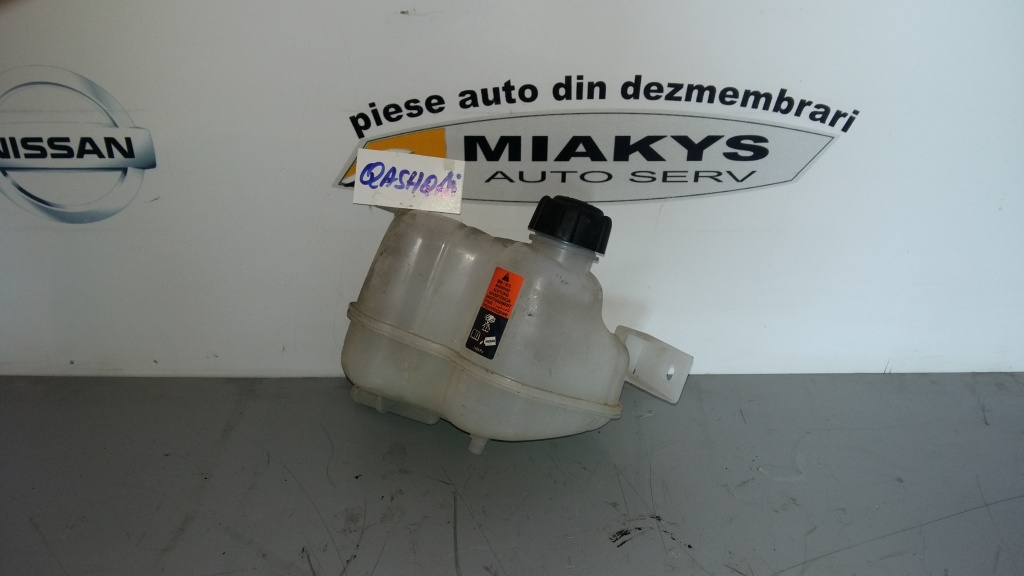 piese auto din dezmembrari
NISSAN
MIAKYS
AUTO SERV
QASHQAi